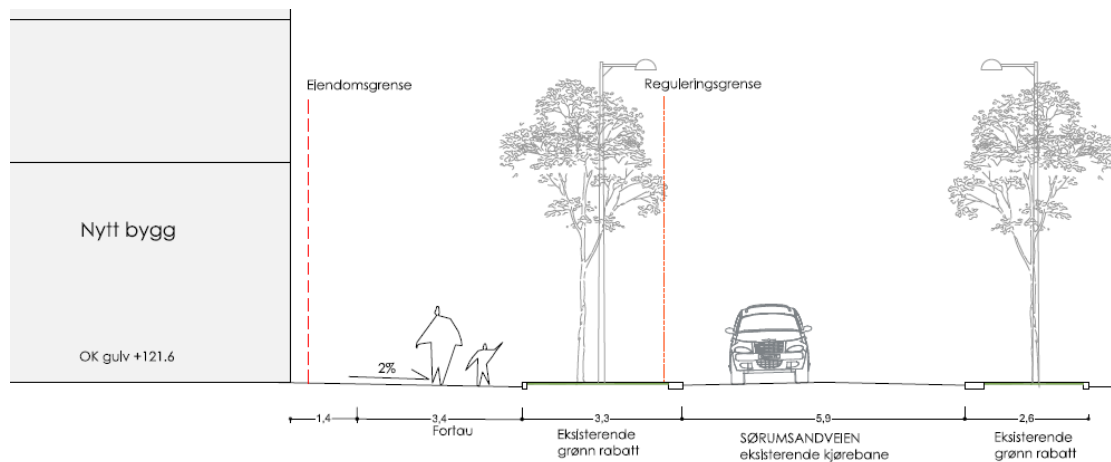 Eiendomsgrense
Reguleringsgrense
Nytt bygg
OK gulv +121.6
2%
1,4
3,4
3,3
5,9
2,6
Fortau
Eksisterende
grønn rabatt
SØRUMSANDVEIEN
eksisterende kjørebane
Eksisterende
grønn rabatt